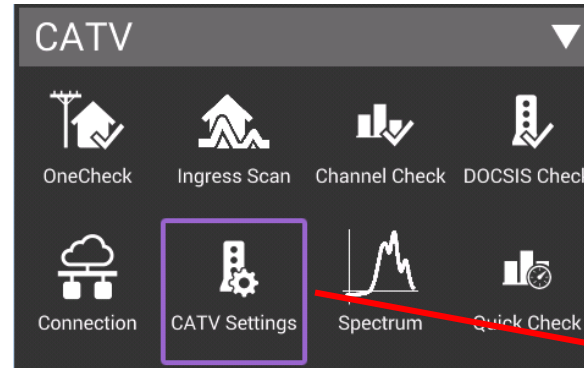 CATV
OneCheck Ingress Scan Channel Check DOCSIS Check
Connection CATV Settings Spectrum Quick Check